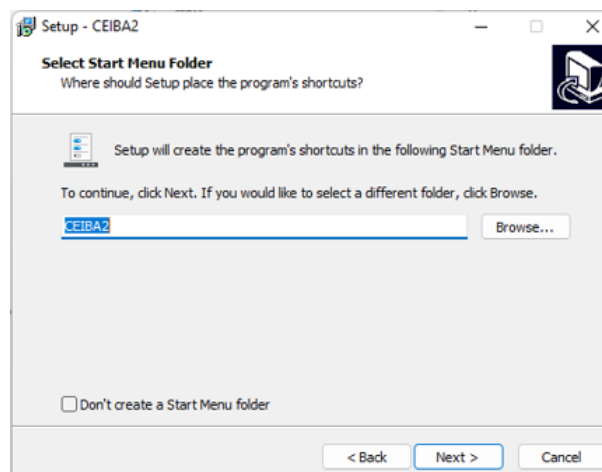 Setup - CEIBA2
Select Start Menu Folder
Where should Setup place the program's shortcuts?
Setup will create the program's shortcuts in the following Start Menu folder.
To continue, click Next. If you would like to select a different folder, click Browse.
CEIBA2
Browse...
Don't create a Start Menu folder
< Back
Next >
Cancel